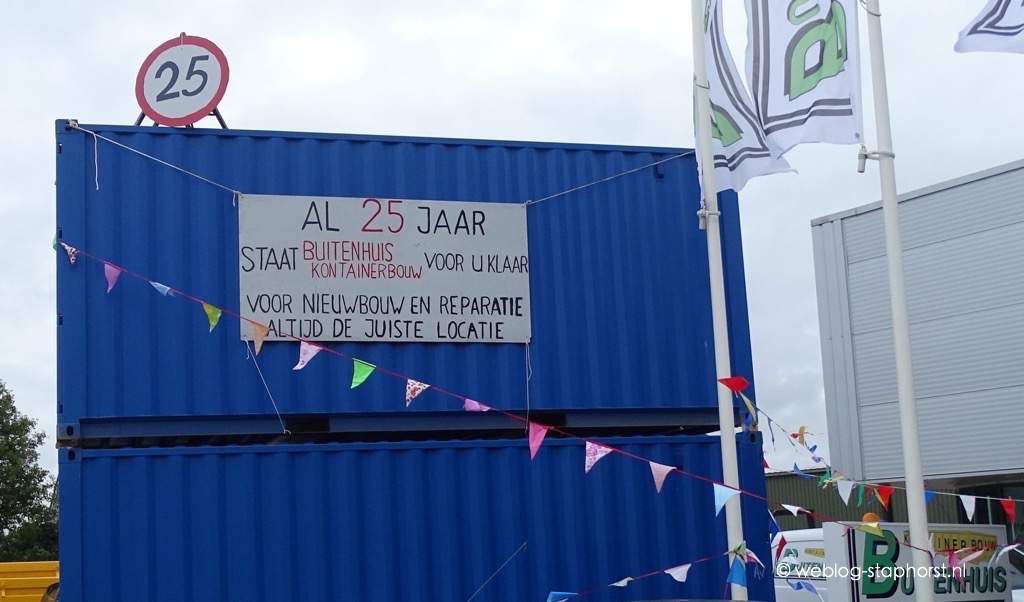 25
AL 25 JAAR
STAAT BUITENHUIS KONTAINERBOUW VOOR U KLAAR
VOOR NIEUWBOUW EN REPARATIE
ALTIJD DE JUISTE LOCATIE
BUITENHUIS
© weblog-staphorst.nl